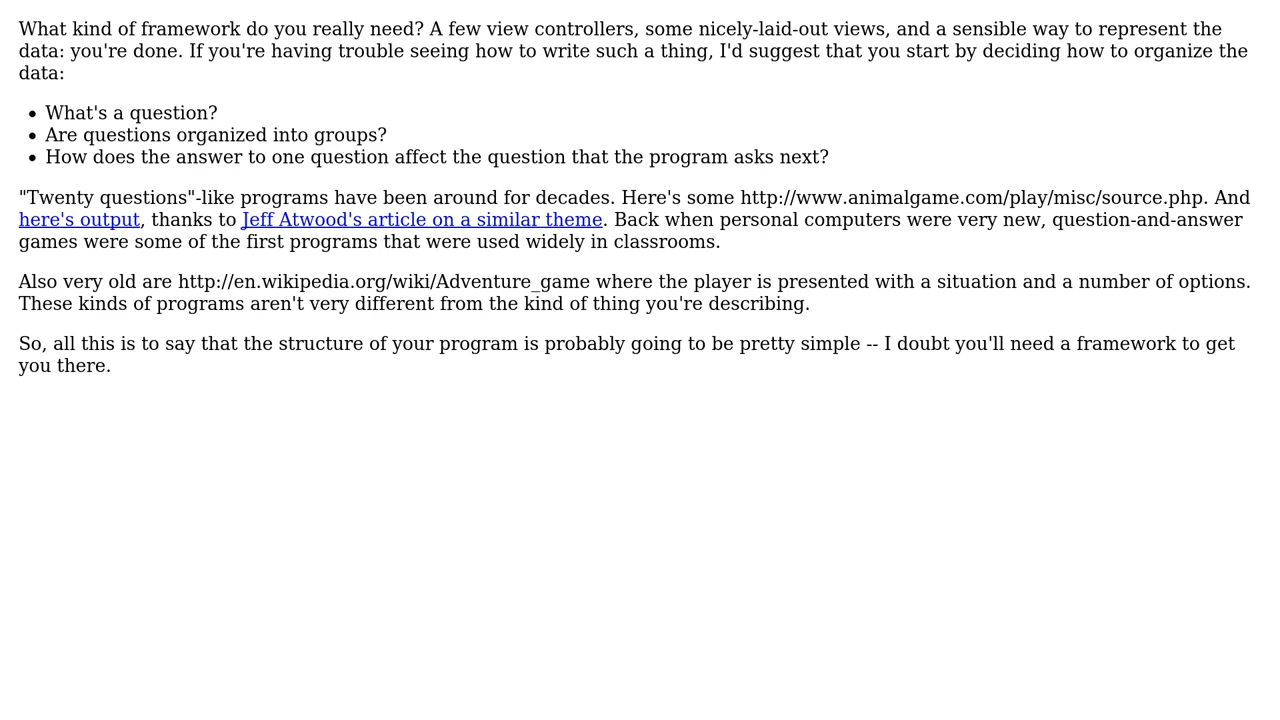 What kind of framework do you really need? A few view controllers, some nicely-laid-out views, and a sensible way to represent the
data: you're done. If you're having trouble seeing how to write such a thing, I'd suggest that you start by deciding how to organize the
data:
• What's a question?
• Are questions organized into groups?
• How does the answer to one question affect the question that the program asks next?
"Twenty questions"-like programs have been around for decades. Here's some http://www.animalgame.com/play/misc/source.php. And
here's output, thanks to Jeff Atwood's article on a similar theme. Back when personal computers were very new, question-and-answer
games were some of the first programs that were used widely in classrooms.
Also very old are http://en.wikipedia.org/wiki/Adventure_game where the player is presented with a situation and a number of options.
These kinds of programs aren't very different from the kind of thing you're describing.
So, all this is to say that the structure of your program is probably going to be pretty simple -- I doubt you'll need a framework to get
you there.